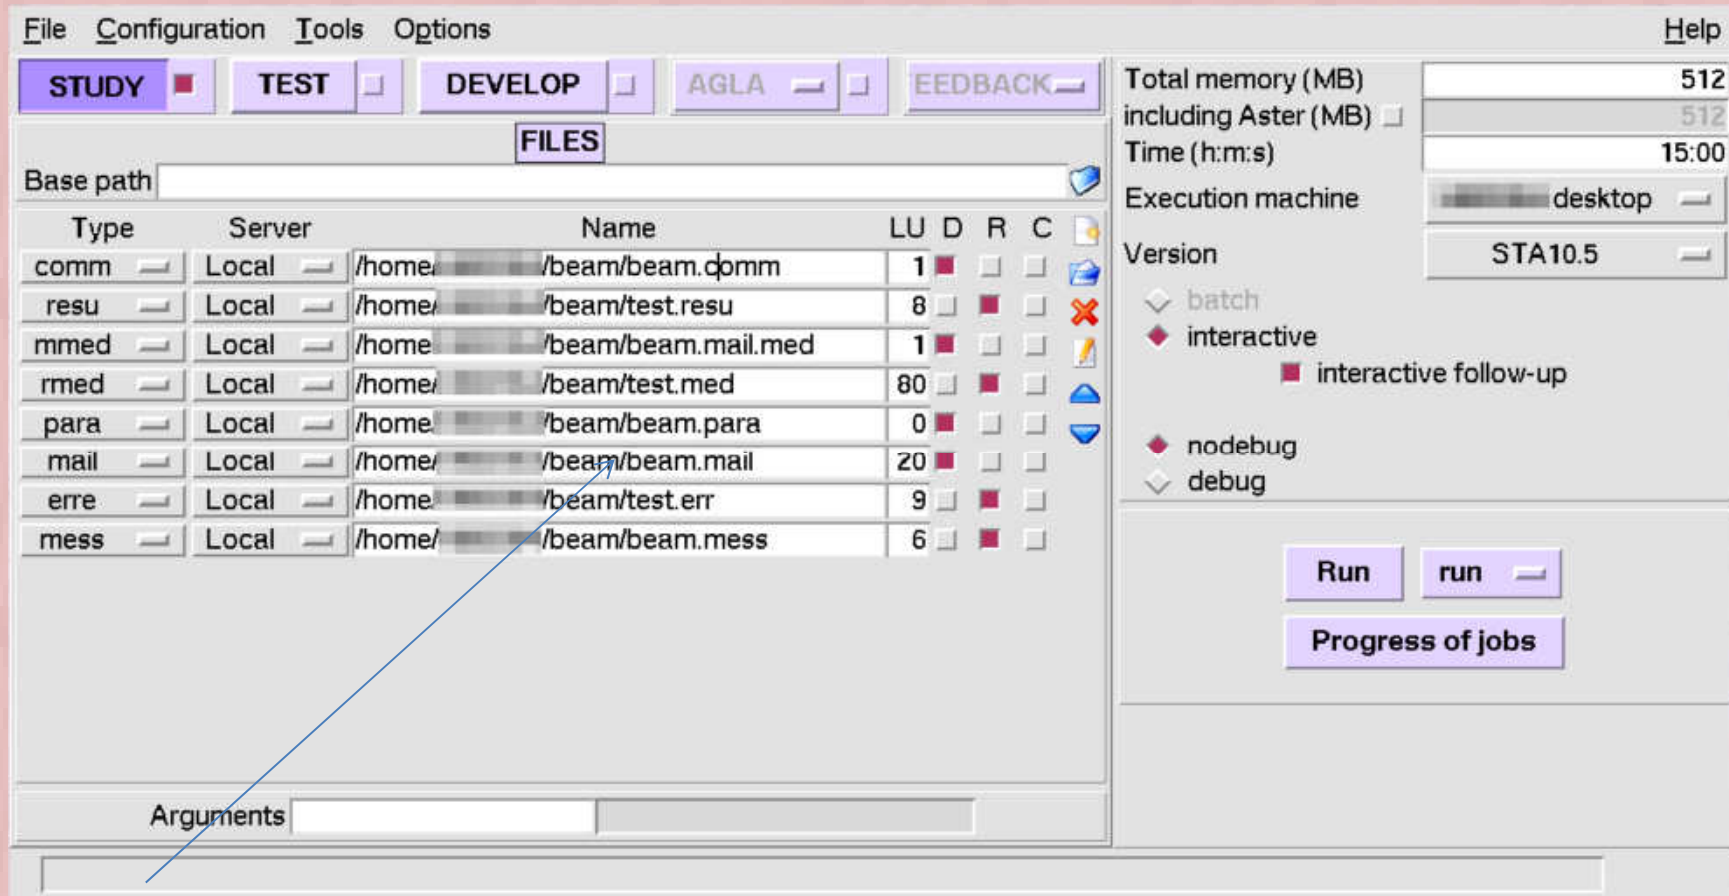 File Configuration Tools Options Help
STUDY TEST DEVELOP AGLA EEDBACK
FILES
Base path
Type Server Name LU D R C
comm Local /home/ /beam/beam.comm 1
resu Local /home/ /beam/test.resu 8
mmed Local /home /beam/beam.mail.med 1
rmed Local /home/ /beam/test.med 80
para Local /home /beam/beam.para 0
mail Local /home/ /beam/beam.mail 20
erre Local /home /beam/test.err 9
mess Local /home/ /beam/beam.mess 6
Arguments
Total memory (MB) 512
including Aster (MB) 512
Time (h:m:s) 15:00
Execution machine desktop
Version STA10.5
batch
interactive
interactive follow-up
nodebug
debug
Run run
Progress of jobs